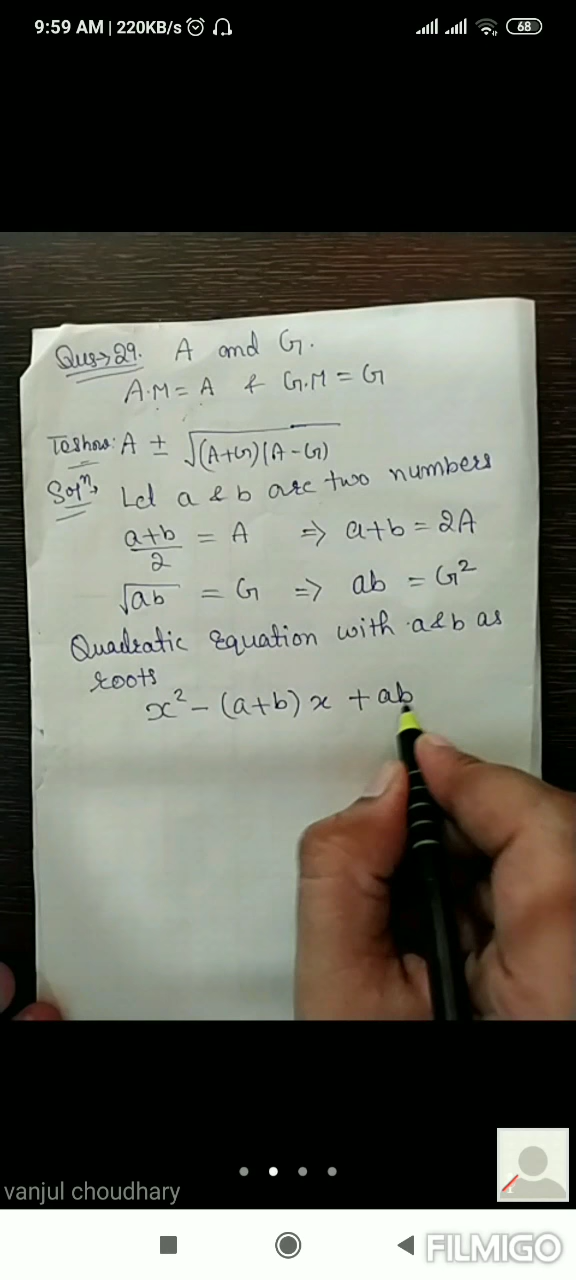 9:59 AM | 220KB/s
68
Ques→29. A and G.
A.M = A & G.M = G
To show: A ± √(A+G)(A-G)
Solⁿ→ Let a & b are two numbers
a+b/2 = A ⇒ a+b = 2A
√ab = G ⇒ ab = G²
Quadratic Equation with a&b as
roots
x² - (a+b) x + ab
vanjul choudhary
FILMIGO